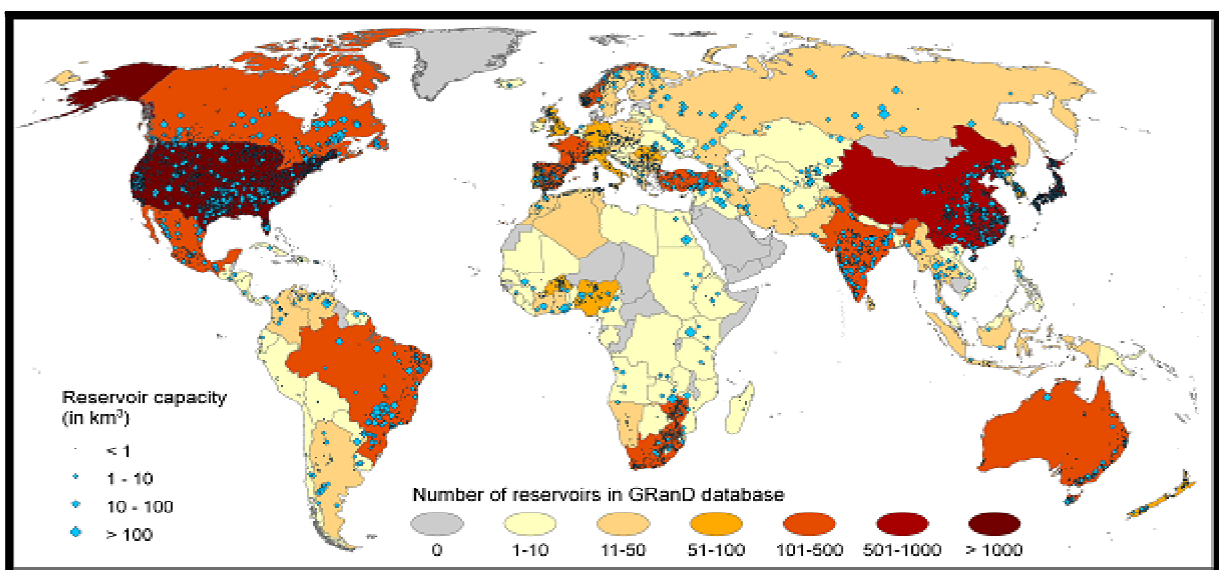 Reservoir capacity
(in km³)
< 1
1 - 10
10 - 100
> 100
Number of reservoirs in GRanD database
0 1-10 11-50 51-100 101-500 501-1000 > 1000